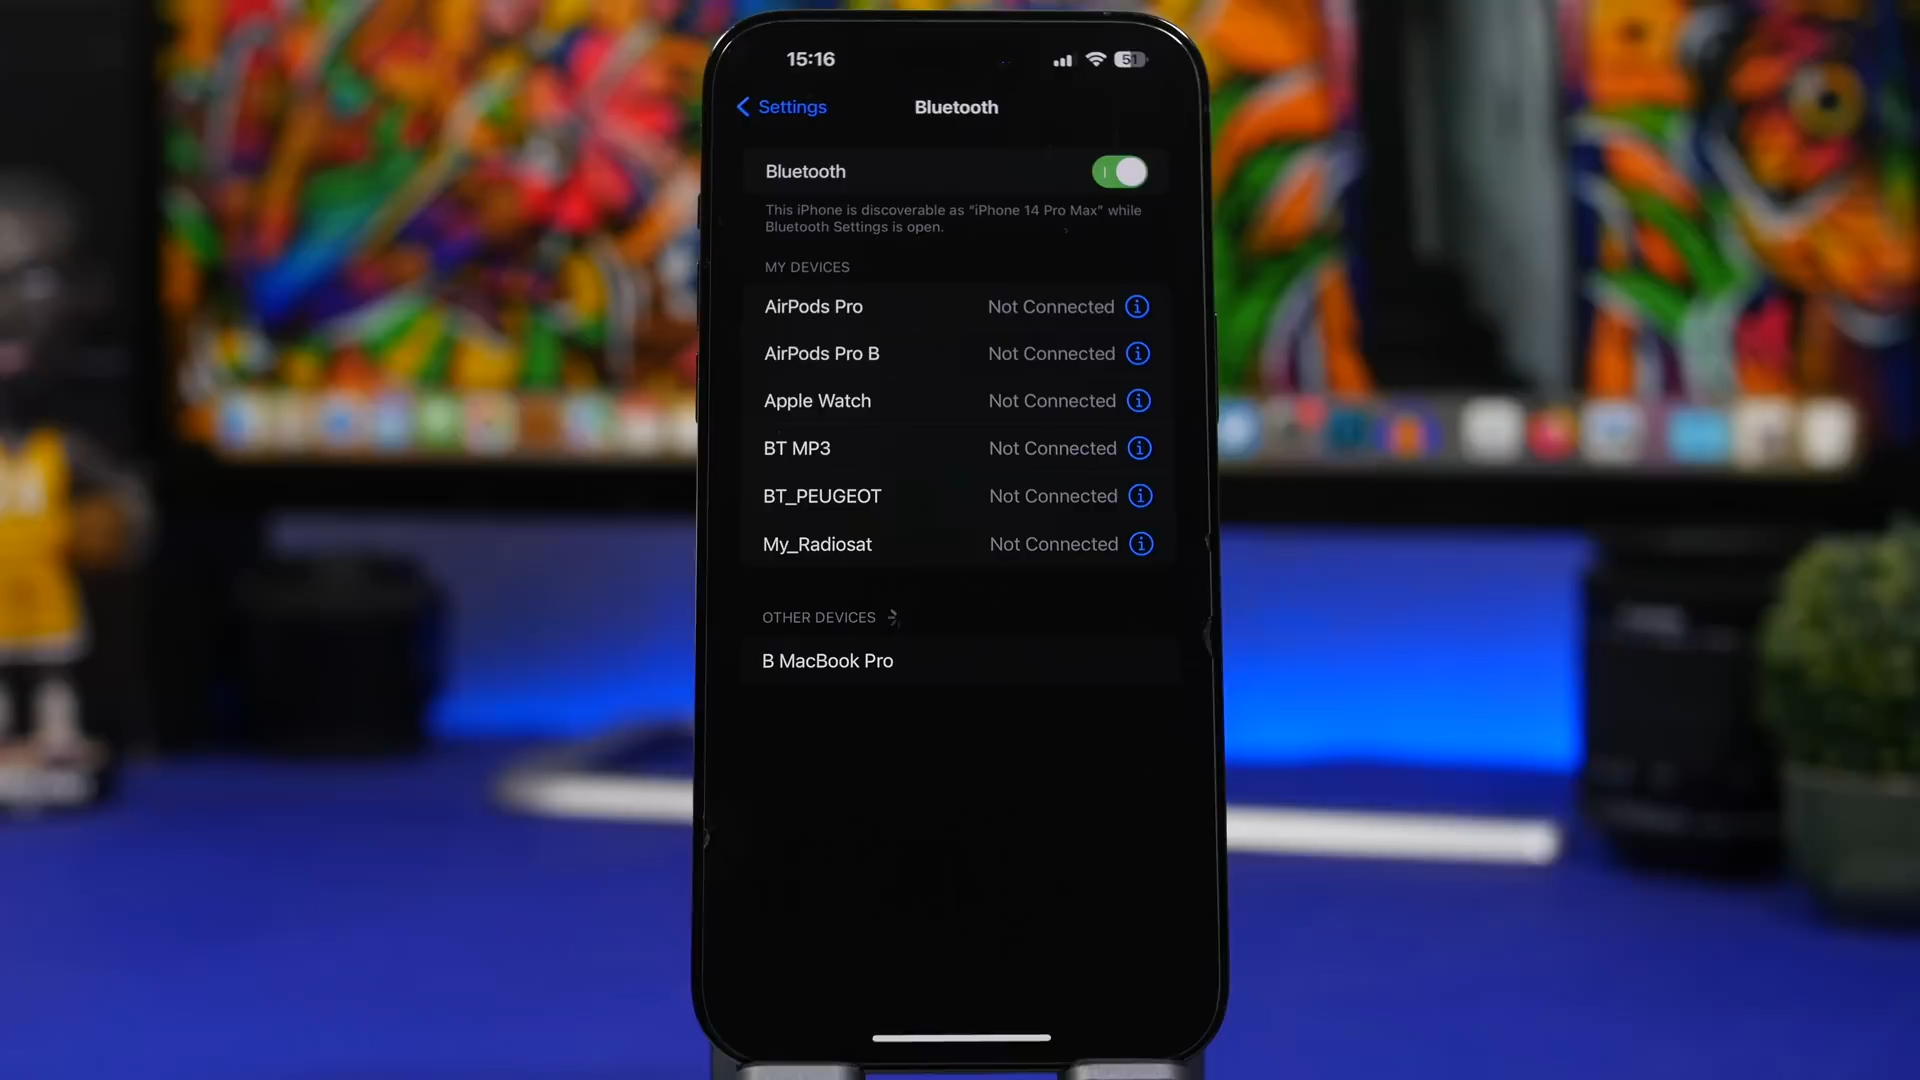 15:16
51
Settings
Bluetooth
Bluetooth
This iPhone is discoverable as “iPhone 14 Pro Max” while
Bluetooth Settings is open.
MY DEVICES
AirPods Pro Not Connected
AirPods Pro B Not Connected
Apple Watch Not Connected
BT MP3 Not Connected
BT_PEUGEOT Not Connected
My_Radiosat Not Connected
OTHER DEVICES
B MacBook Pro